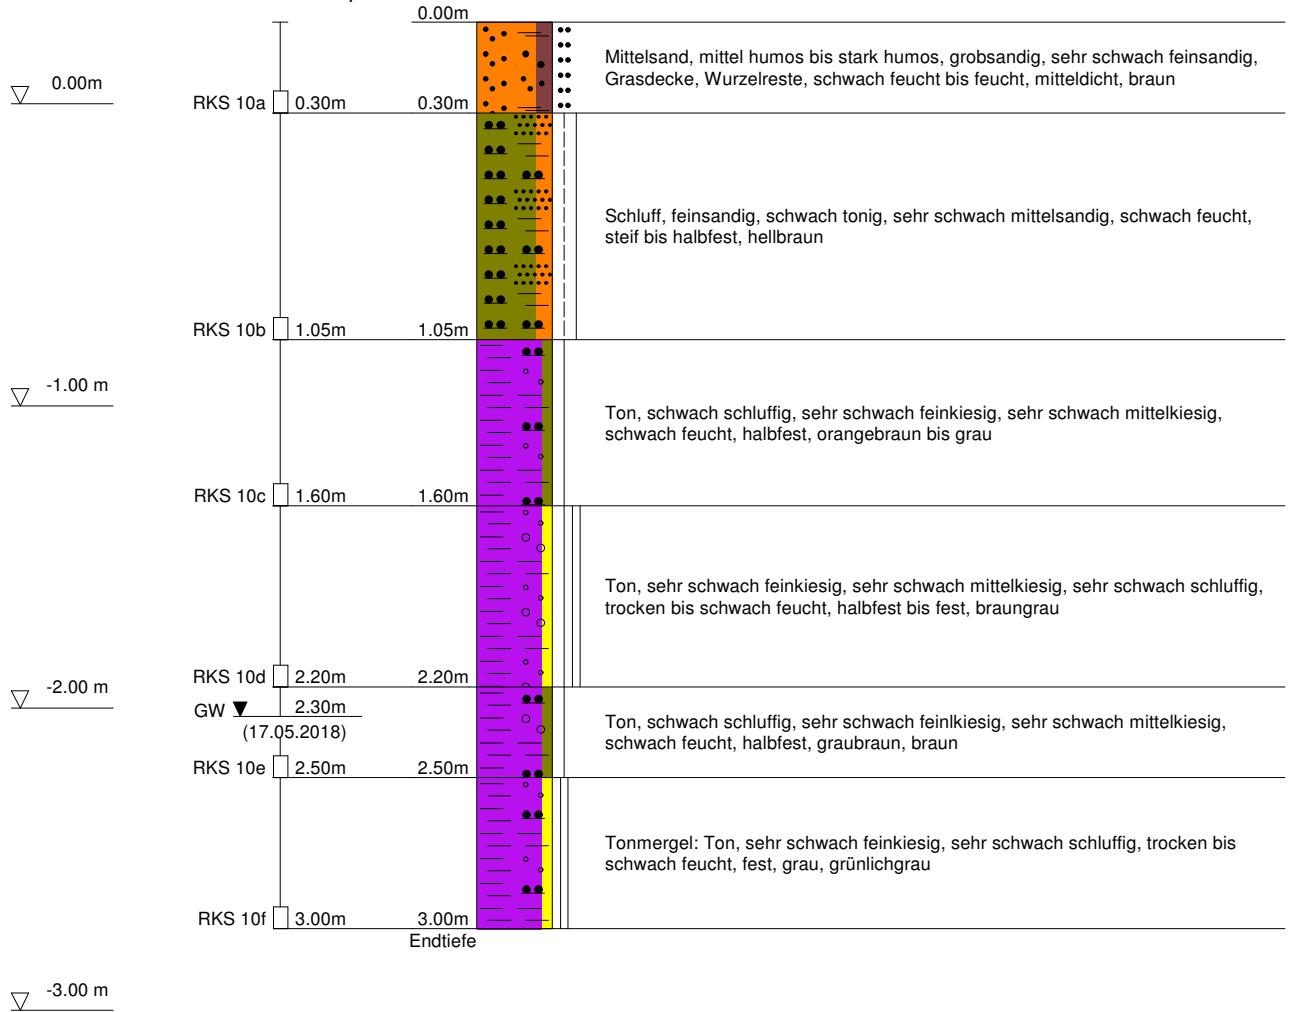 0.00m
Mittelsand, mittel humos bis stark humos, grobsandig, sehr schwach feinsandig,
Grasdecke, Wurzelreste, schwach feucht bis feucht, mitteldicht, braun
0.00m
RKS 10a 0.30m 0.30m
Schluff, feinsandig, schwach tonig, sehr schwach mittelsandig, schwach feucht,
steif bis halbfest, hellbraun
RKS 10b 1.05m 1.05m
-1.00 m
Ton, schwach schluffig, sehr schwach feinkiesig, sehr schwach mittelkiesig,
schwach feucht, halbfest, orangebraun bis grau
RKS 10c 1.60m 1.60m
Ton, sehr schwach feinkiesig, sehr schwach mittelkiesig, sehr schwach schluffig,
trocken bis schwach feucht, halbfest bis fest, braungrau
RKS 10d 2.20m 2.20m
-2.00 m
GW 2.30m
(17.05.2018)
Ton, schwach schluffig, sehr schwach feinlkiesig, sehr schwach mittelkiesig,
schwach feucht, halbfest, graubraun, braun
RKS 10e 2.50m 2.50m
Tonmergel: Ton, sehr schwach feinkiesig, sehr schwach schluffig, trocken bis
schwach feucht, fest, grau, grünlichgrau
RKS 10f 3.00m 3.00m
Endtiefe
-3.00 m